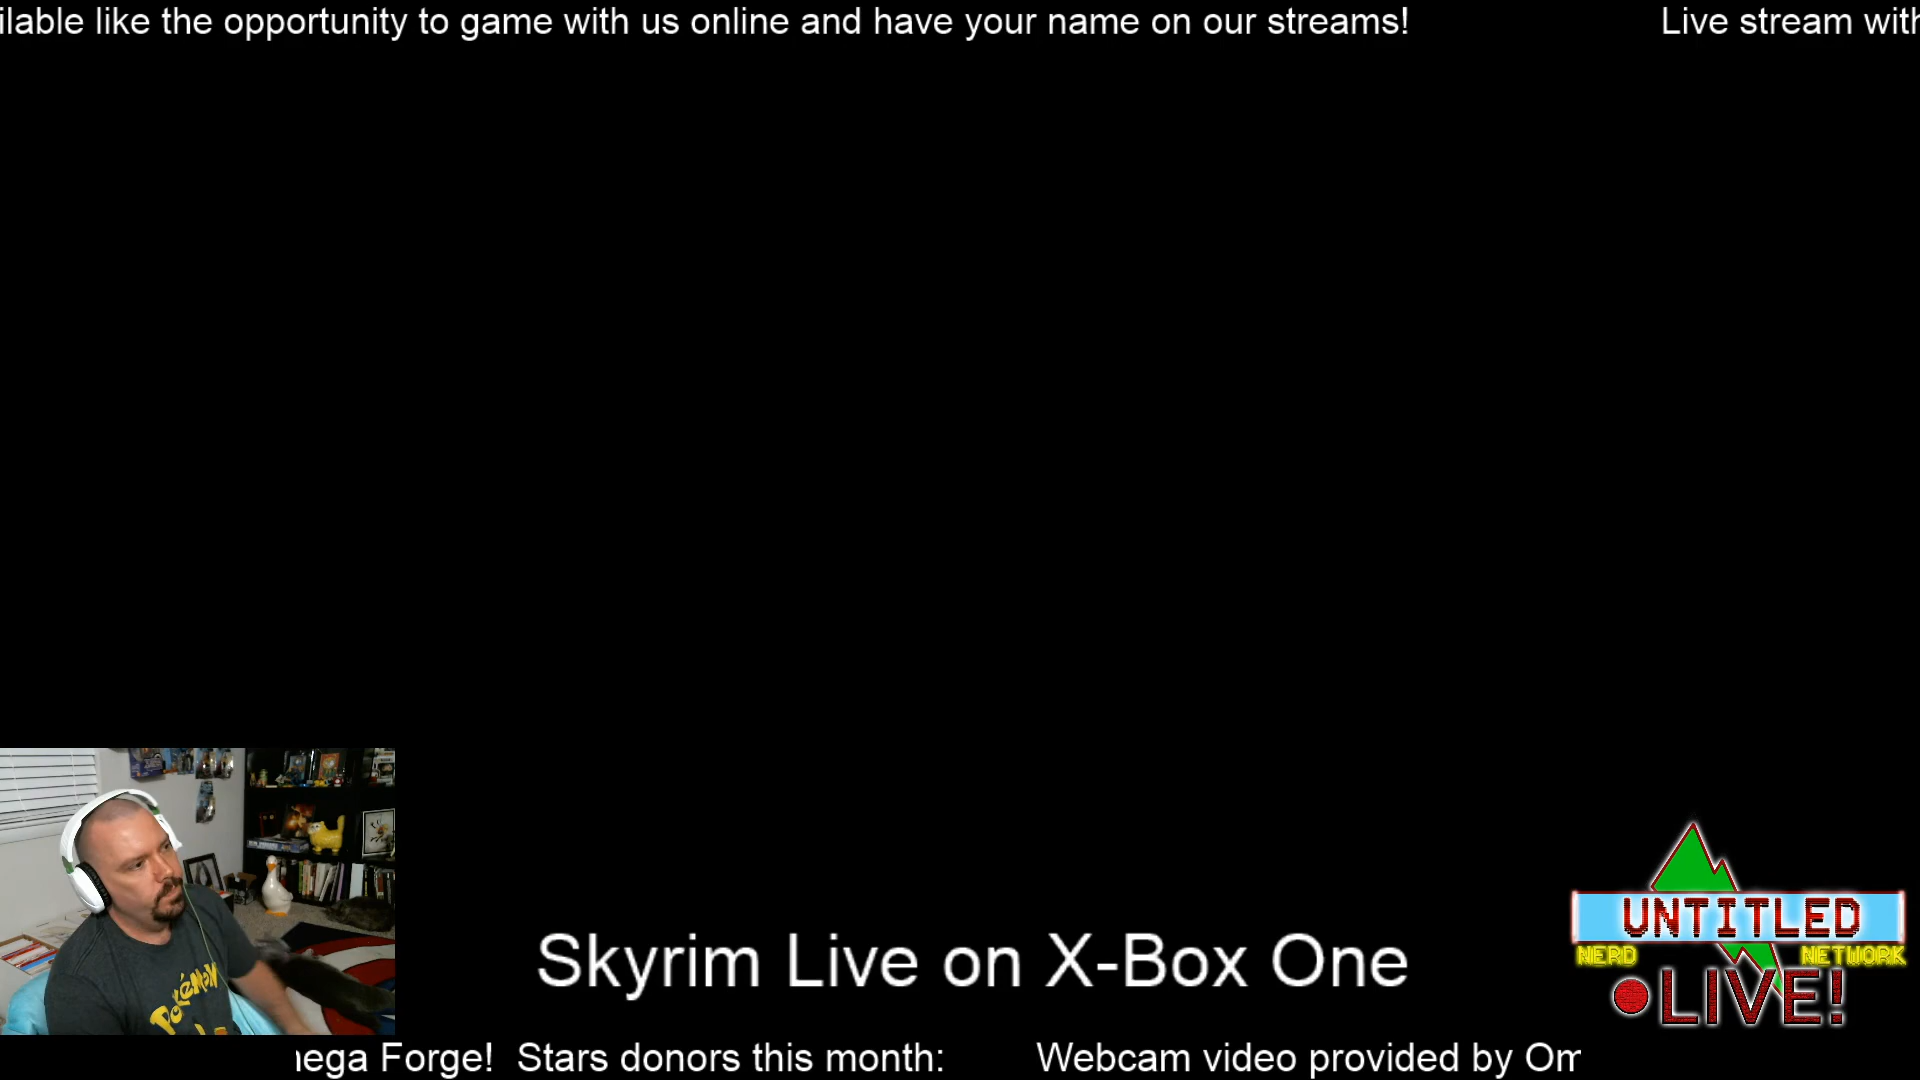 ilable like the opportunity to game with us online and have your name on our streams! Live stream with
Pokémon
Skyrim Live on X-Box One
UNTITLED
NERD NETWORK
LIVE!
nega Forge! Stars donors this month: Webcam video provided by Om